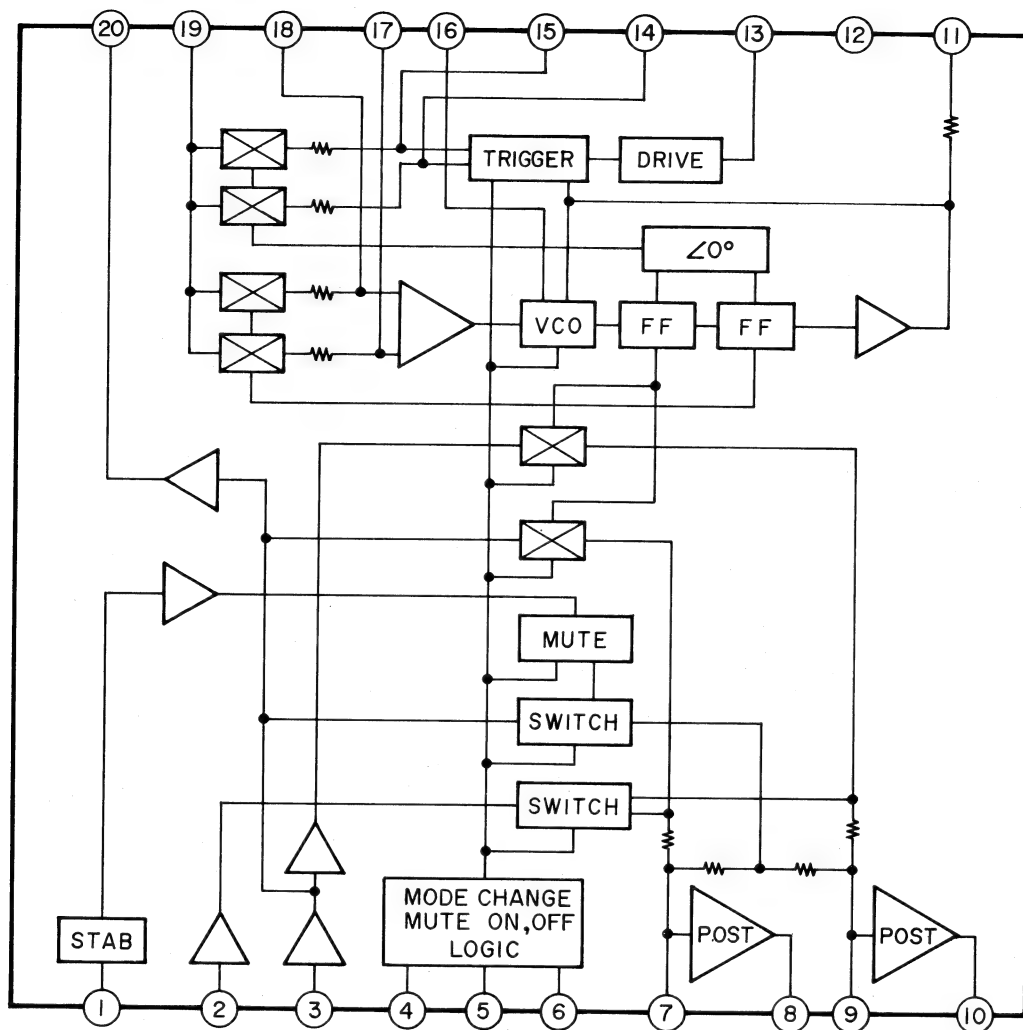 20 19 18 17 16 15 14 13 12 11
TRIGGER DRIVE
∠0°
VCO FF FF
MUTE
SWITCH
SWITCH
MODE CHANGE
MUTE ON,OFF
LOGIC
STAB
POST POST
1 2 3 4 5 6 7 8 9 10